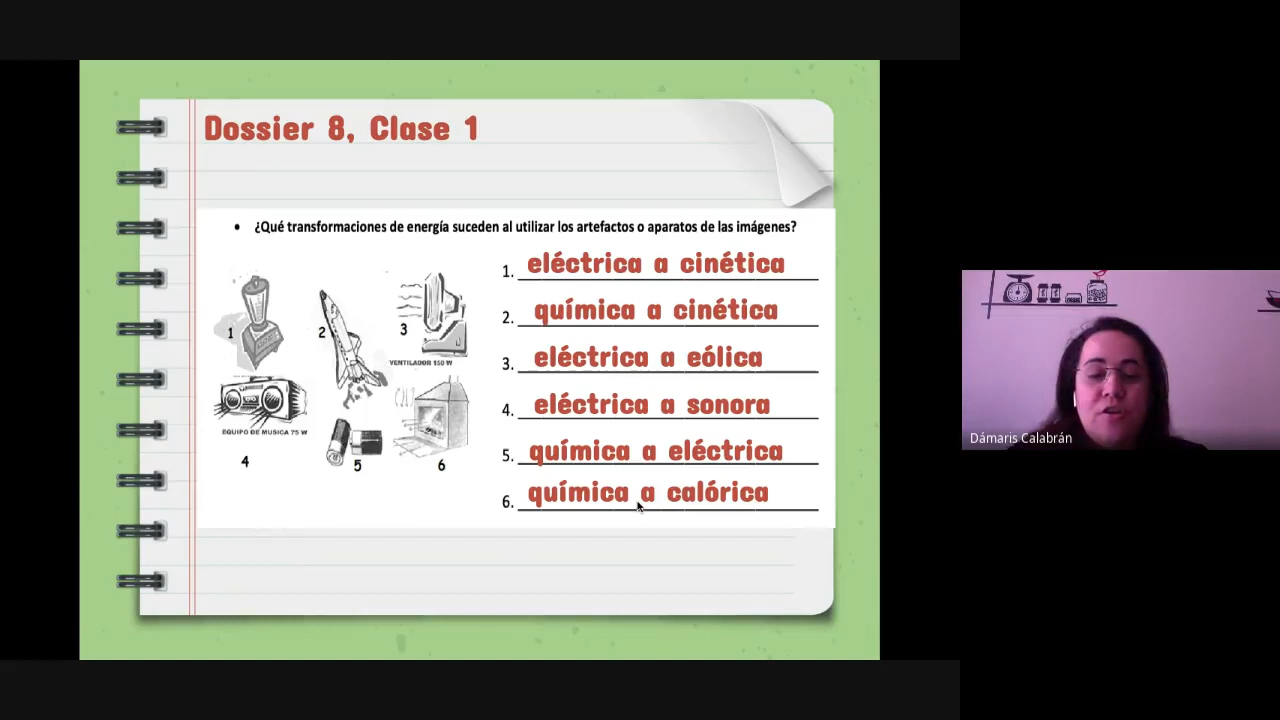 Dossier 8, Clase 1
• ¿Qué transformaciones de energía suceden al utilizar los artefactos o aparatos de las imágenes?
1. eléctrica a cinética
2. química a cinética
3. eléctrica a eólica
4. eléctrica a sonora
5. química a eléctrica
6. química a calórica
1
2
3
VENTILADOR 150 W
EQUIPO DE MUSICA 75 W
4
5
6
Dámaris Calabrán